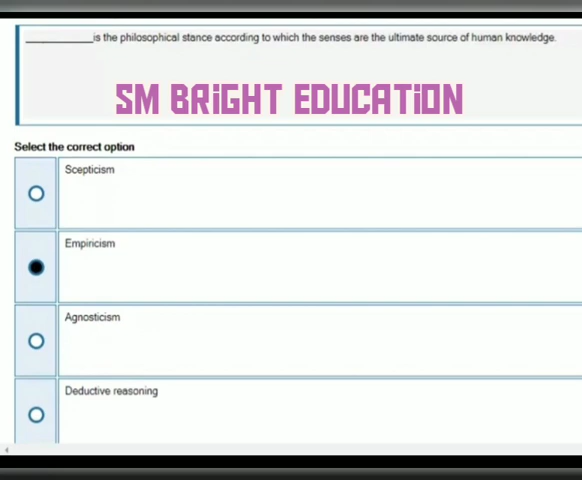 ____________is the philosophical stance according to which the senses are the ultimate source of human knowledge.
SM BRIGHT EDUCATION
Select the correct option
Scepticism
Empiricism
Agnosticism
Deductive reasoning